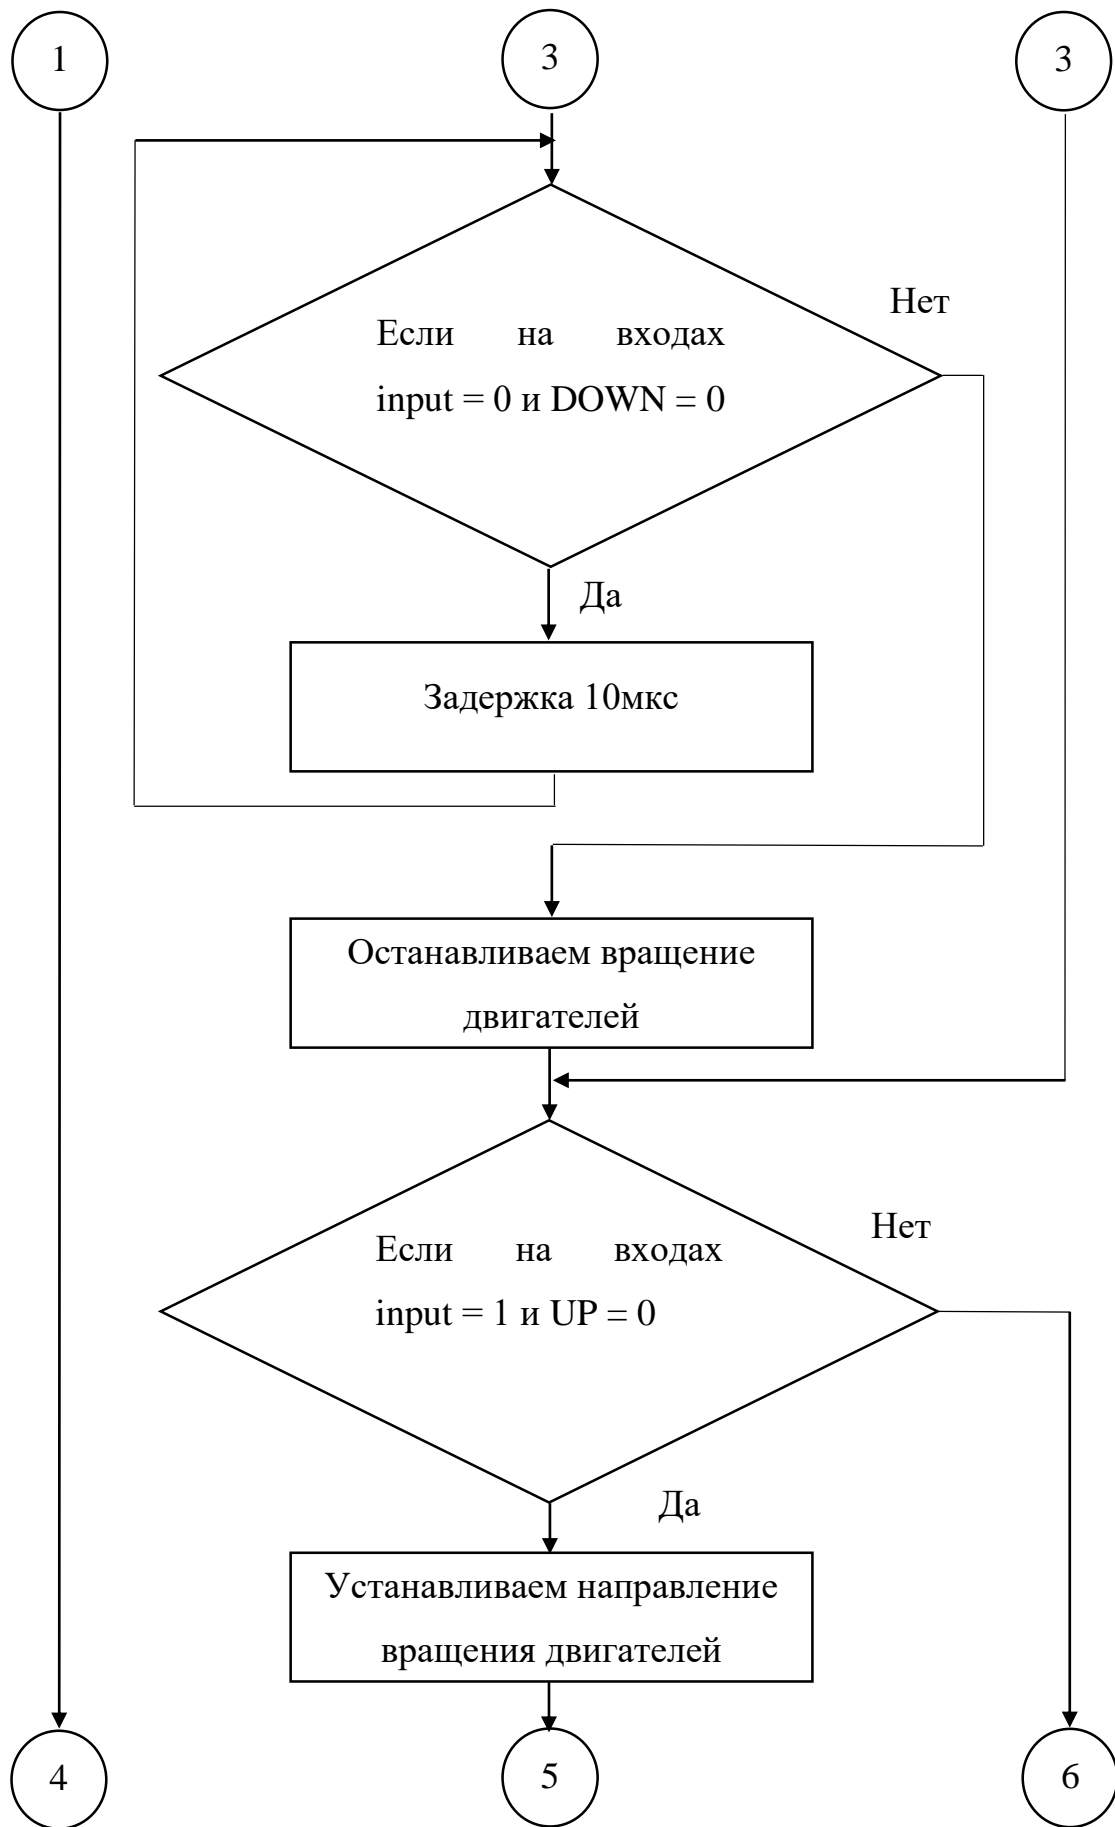 1
3
3
Нет
Если на входах
input = 0 и DOWN = 0
Да
Задержка 10мкс
Останавливаем вращение
двигателей
Нет
Если на входах
input = 1 и UP = 0
Да
Устанавливаем направление
вращения двигателей
4
5
6